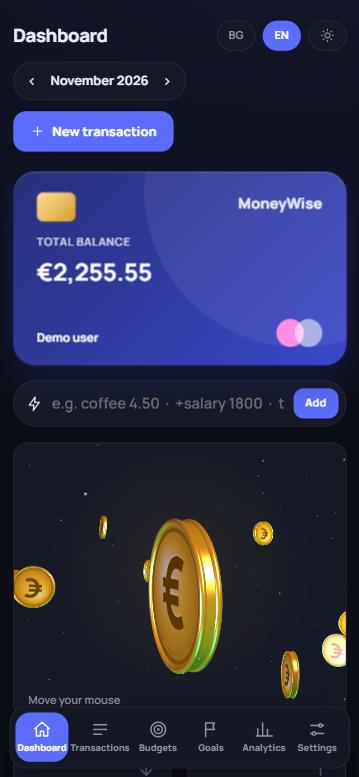 Dashboard
BG
EN
November 2026
+ New transaction
MoneyWise
TOTAL BALANCE
€2,255.55
Demo user
e.g. coffee 4.50 · +salary 1800 · t
Add
€
Move your mouse
Dashboard
Transactions
Budgets
Goals
Analytics
Settings